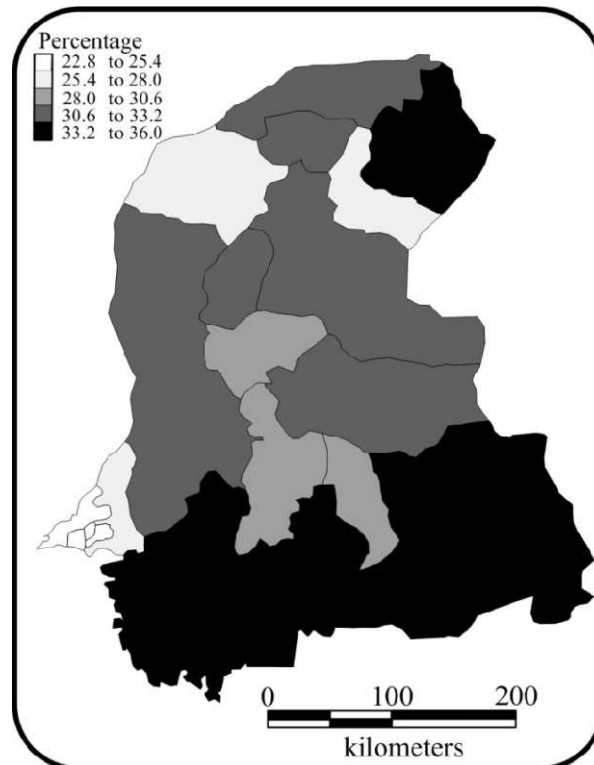 Percentage
22.8 to 25.4
25.4 to 28.0
28.0 to 30.6
30.6 to 33.2
33.2 to 36.0
0 100 200
kilometers